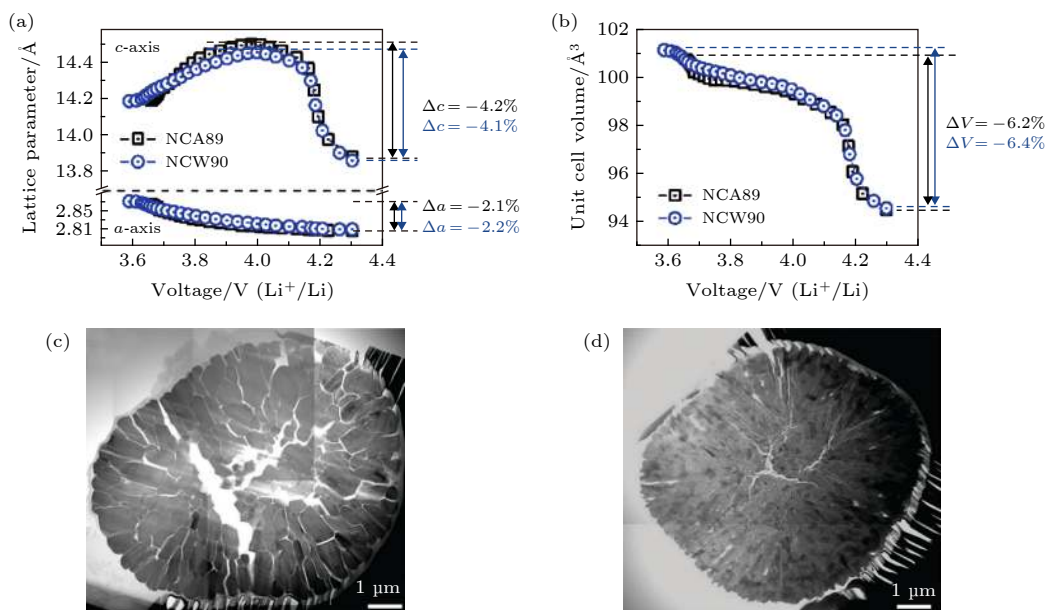 (a)
Lattice parameter/Å
14.4
14.2
14.0
13.8
2.85
2.81
c-axis
NCA89
NCW90
a-axis
Δc = −4.2%
Δc = −4.1%
Δa = −2.1%
Δa = −2.2%
3.6 3.8 4.0 4.2 4.4
Voltage/V (Li⁺/Li)
(b)
Unit cell volume/Å³
102
100
98
96
94
NCA89
NCW90
ΔV = −6.2%
ΔV = −6.4%
3.6 3.8 4.0 4.2 4.4
Voltage/V (Li⁺/Li)
(c)
1 μm
(d)
1 μm